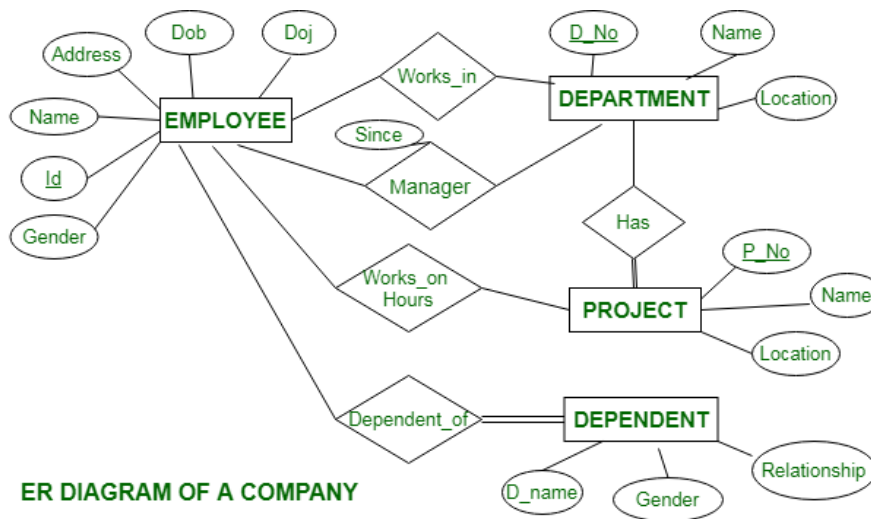 Dob
Doj
D_No
Name
Address
Works_in
DEPARTMENT
Location
Name
EMPLOYEE
Since
Id
Manager
Gender
Has
P_No
Works_on
Hours
PROJECT
Name
Location
Dependent_of
DEPENDENT
Relationship
D_name
Gender
ER DIAGRAM OF A COMPANY